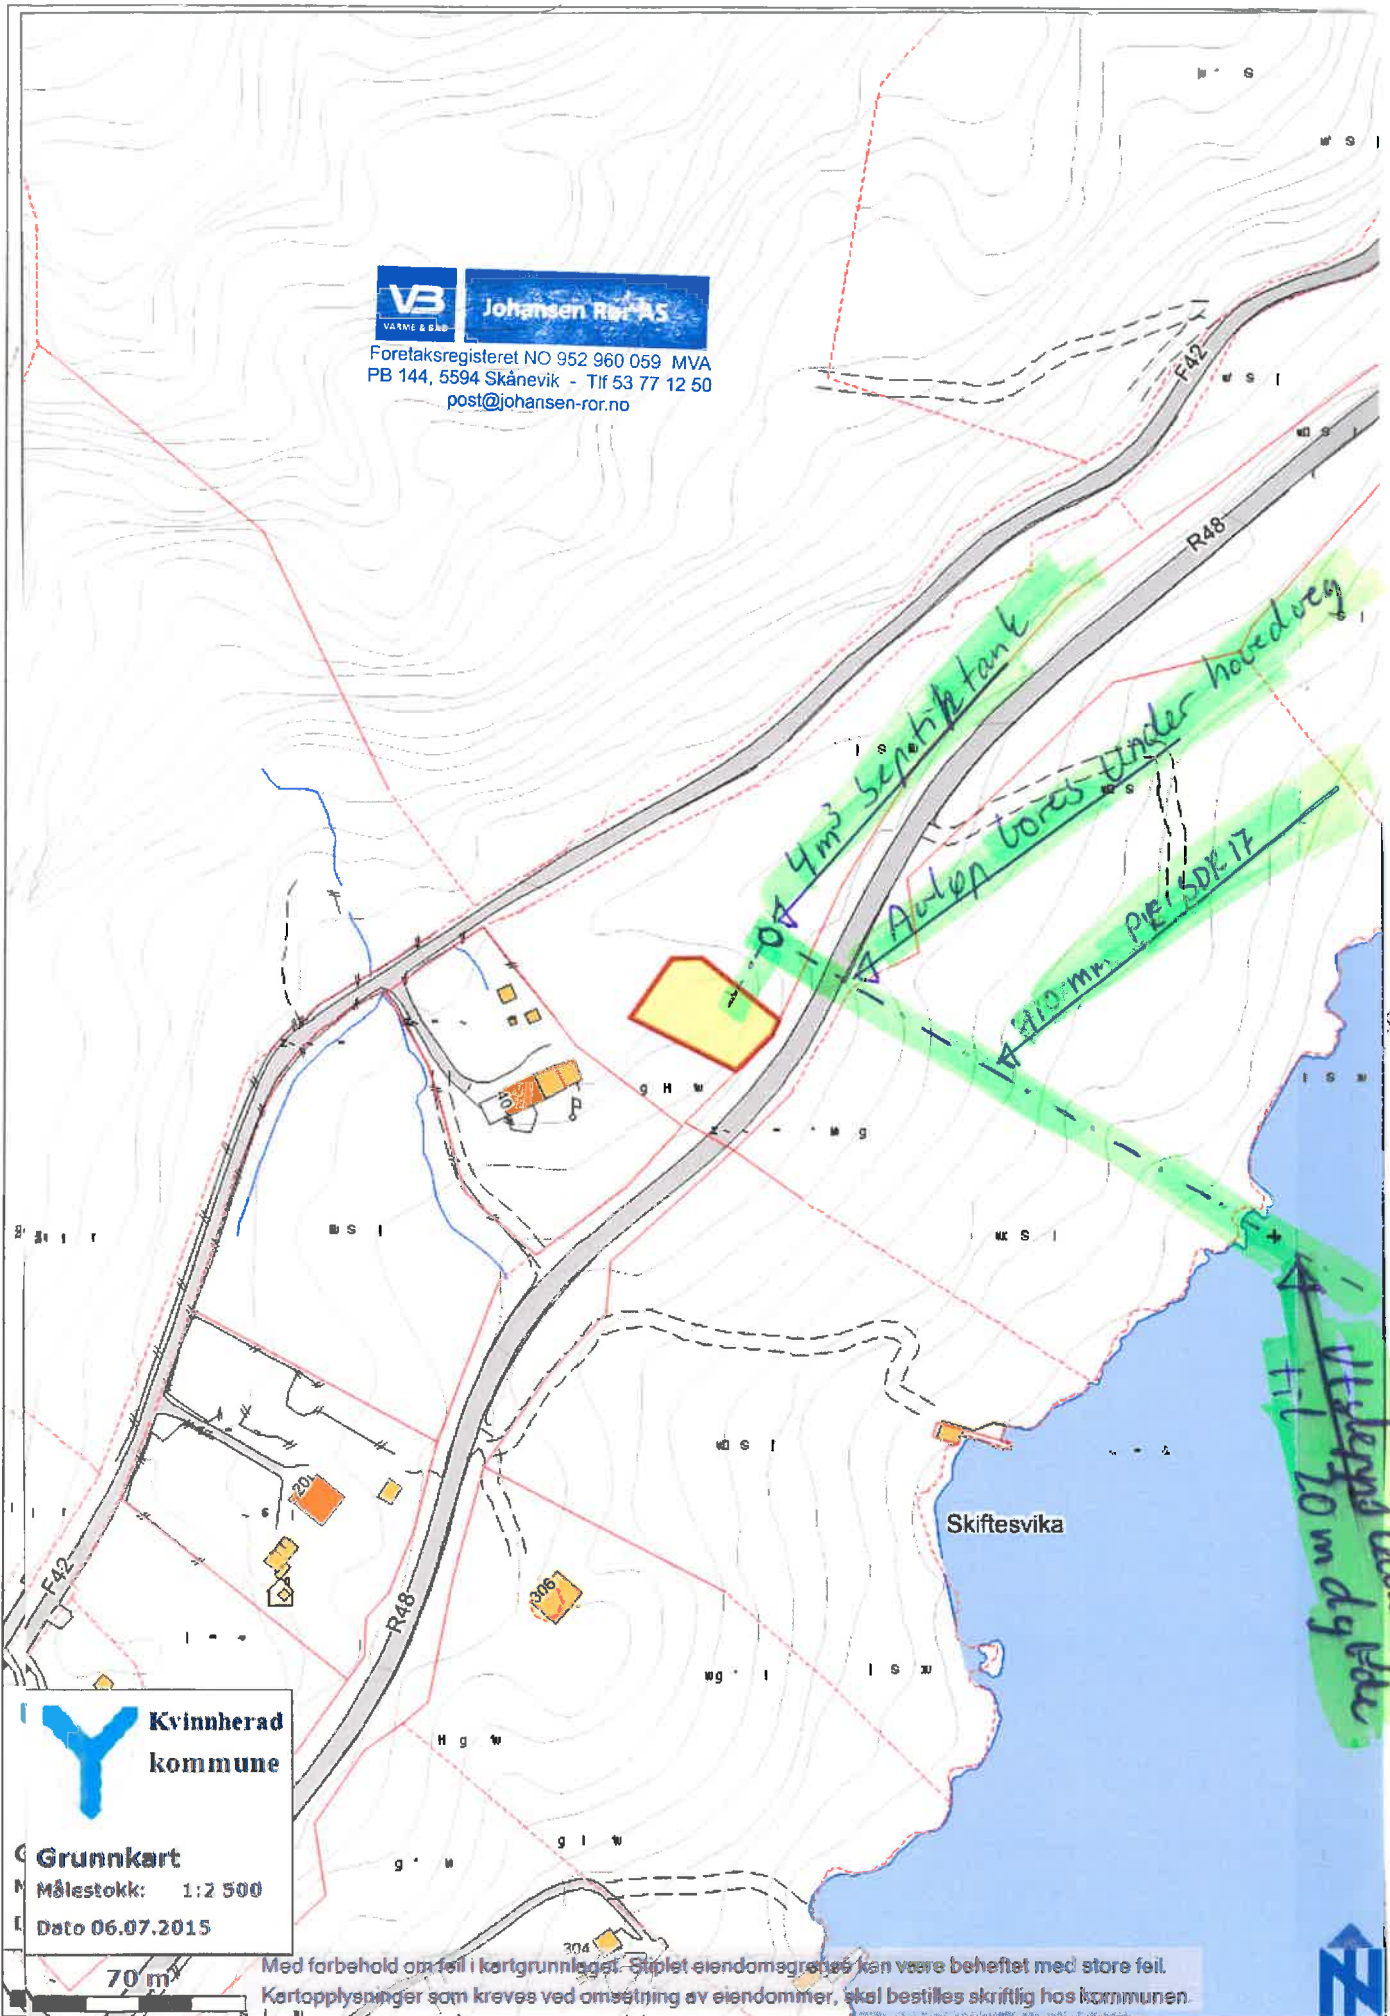 VB
VARME & BAD
Johansen Rør AS
Foretaksregisteret NO 952 960 059 MVA
PB 144, 5594 Skånevik - Tlf 53 77 12 50
post@johansen-ror.no
F42
R48
4m³ septiktank
Avløp bores under hovedveg
110 mm PE SDR 17
40
20
til 20 m dybde
Skiftesvika
306
F42
R48
Kvinnherad
kommune
Grunnkart
Målestokk: 1:2 500
Dato 06.07.2015
304
70 m
N
Med forbehold om feil i kartgrunnlaget. Stiplet eiendomsgrense kan være beheftet med store feil.
Kartopplysninger som kreves ved omsetning av eiendommer, skal bestilles skriftlig hos kommunen.